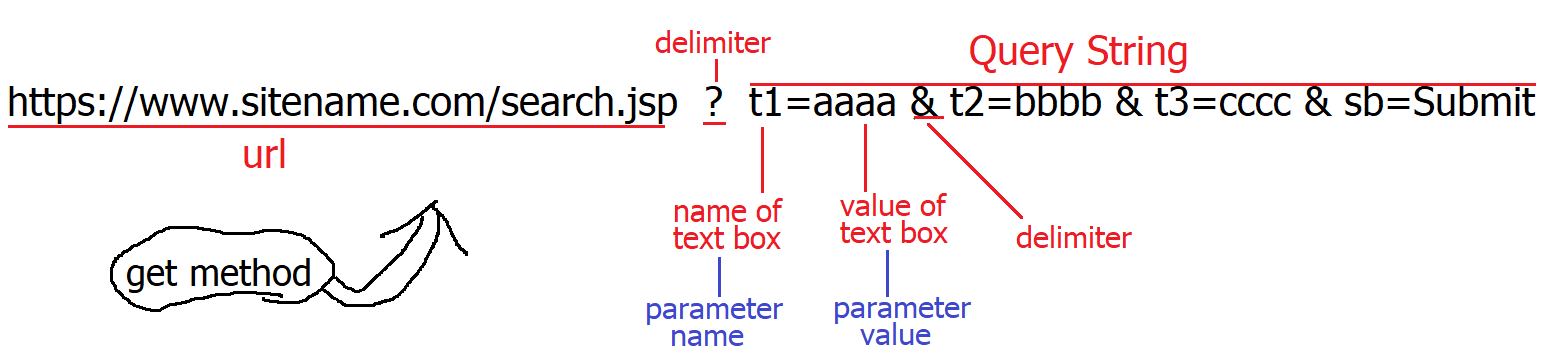 delimiter
Query String
https://www.sitename.com/search.jsp ? t1=aaaa & t2=bbbb & t3=cccc & sb=Submit
url
name of
text box
value of
text box
delimiter
get method
parameter
name
parameter
value